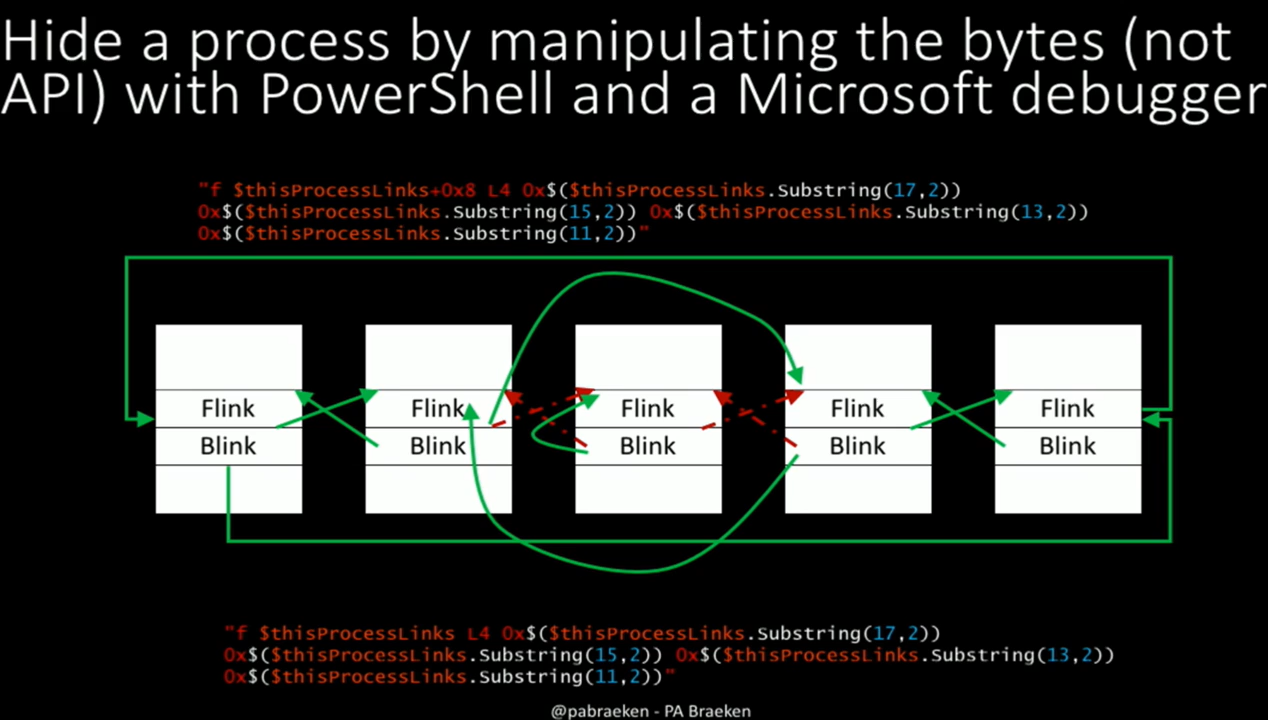 Hide a process by manipulating the bytes (not
API) with PowerShell and a Microsoft debugger
"f $thisProcessLinks+0x8 L4 0x$($thisProcessLinks.Substring(17,2))
0x$($thisProcessLinks.Substring(15,2)) 0x$($thisProcessLinks.Substring(13,2))
0x$($thisProcessLinks.Substring(11,2))"
Flink Flink Flink Flink Flink
Blink Blink Blink Blink Blink
"f $thisProcessLinks L4 0x$($thisProcessLinks.Substring(17,2))
0x$($thisProcessLinks.Substring(15,2)) 0x$($thisProcessLinks.Substring(13,2))
0x$($thisProcessLinks.Substring(11,2))"
@pabraeken - PA Braeken